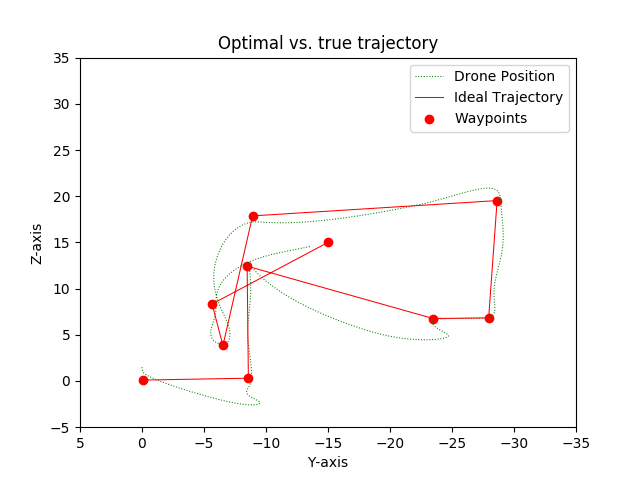 Optimal vs. true trajectory
Drone Position
Ideal Trajectory
Waypoints
35
30
25
20
15
10
5
0
−5
Z-axis
5 0 −5 −10 −15 −20 −25 −30 −35
Y-axis